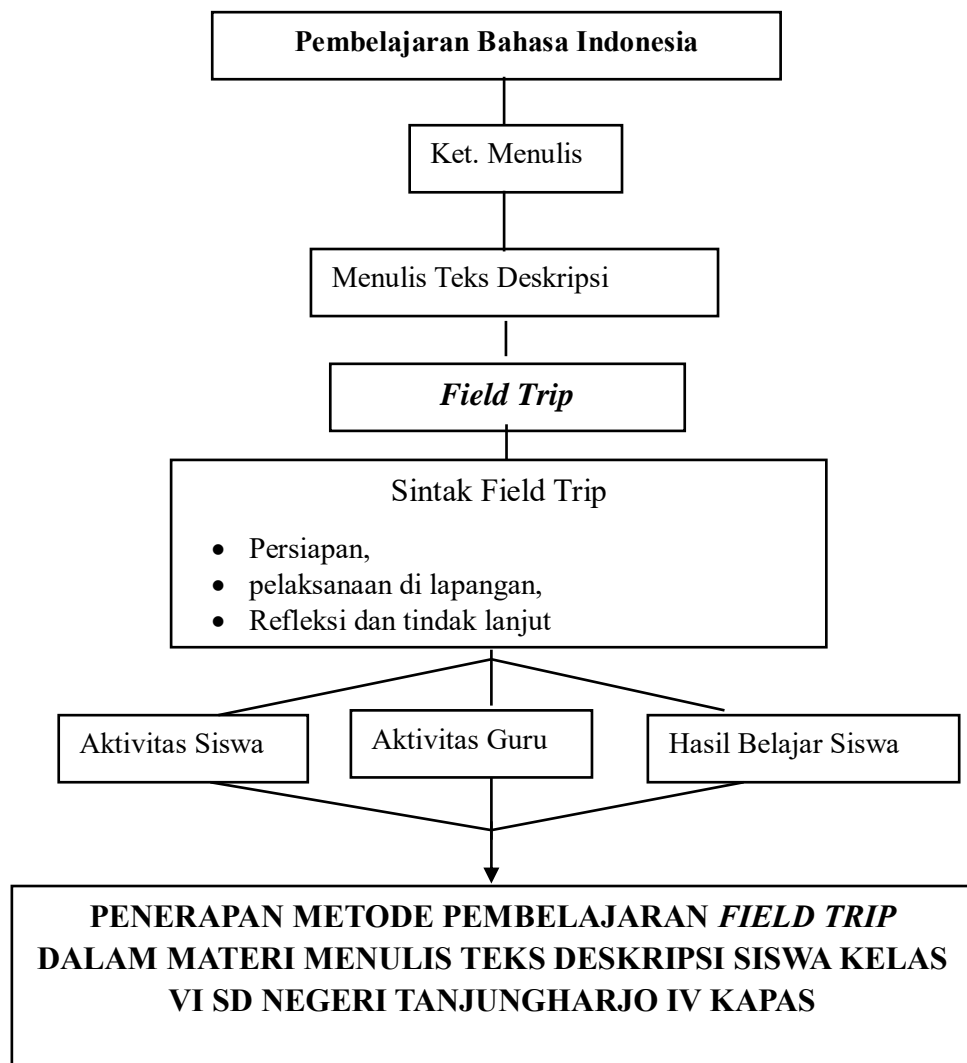 Pembelajaran Bahasa Indonesia
Ket. Menulis
Menulis Teks Deskripsi
Field Trip
Sintak Field Trip
• Persiapan,
• pelaksanaan di lapangan,
• Refleksi dan tindak lanjut
Aktivitas Siswa
Aktivitas Guru
Hasil Belajar Siswa
PENERAPAN METODE PEMBELAJARAN FIELD TRIP
DALAM MATERI MENULIS TEKS DESKRIPSI SISWA KELAS
VI SD NEGERI TANJUNGHARJO IV KAPAS